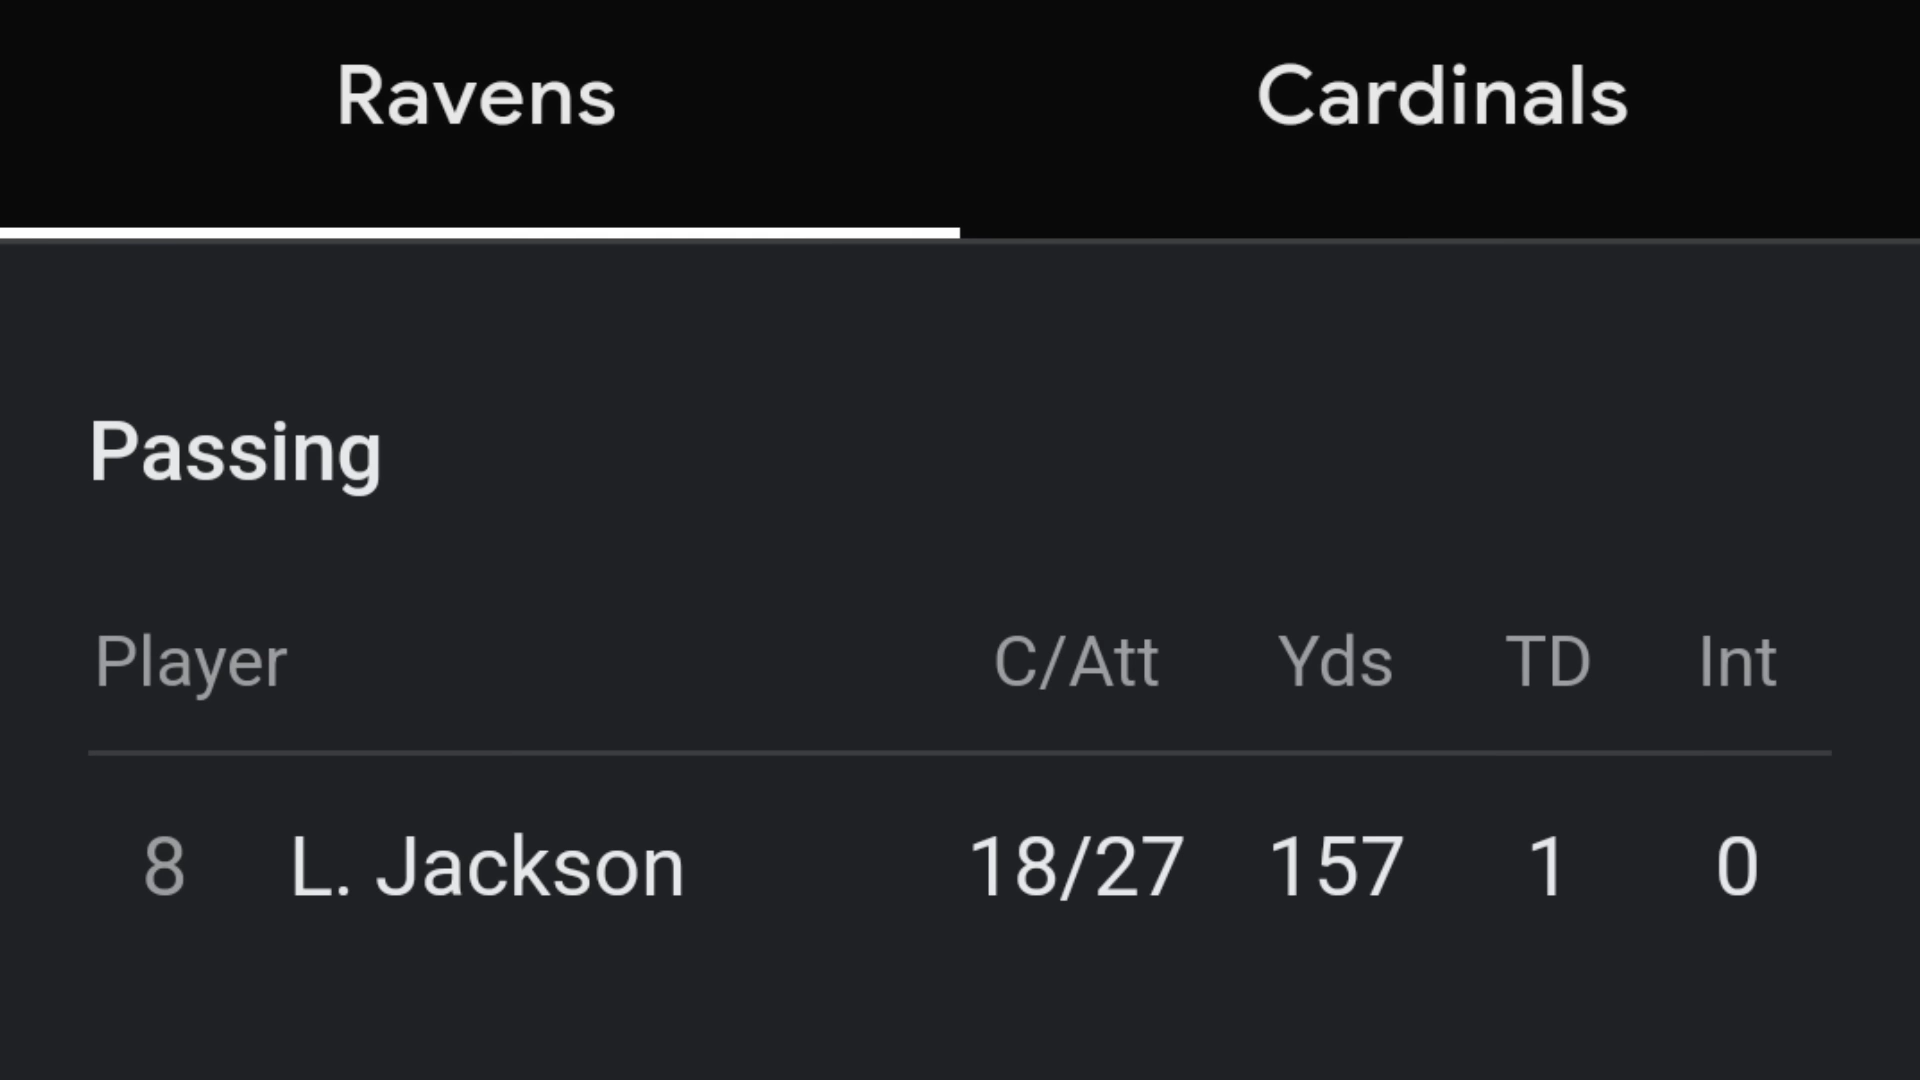 Ravens Cardinals
Passing
Player C/Att Yds TD Int
8 L. Jackson 18/27 157 1 0